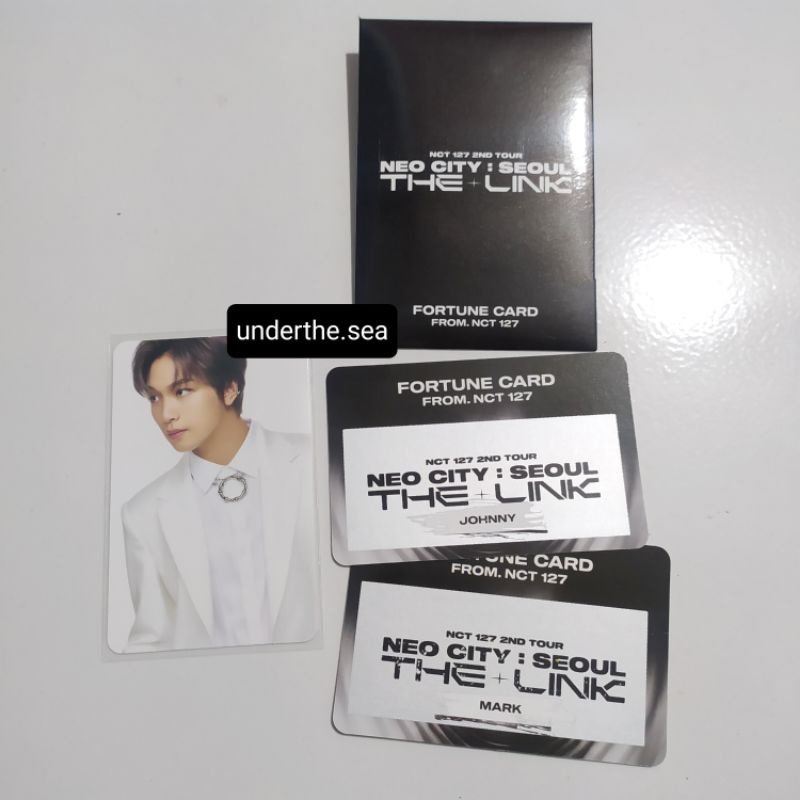 NCT 127 2ND TOUR
NEO CITY : SEOUL
THE LINK
FORTUNE CARD
FROM. NCT 127
underthe.sea
FORTUNE CARD
FROM. NCT 127
NCT 127 2ND TOUR
NEO CITY : SEOUL
THE LINK
JOHNNY
FORTUNE CARD
FROM. NCT 127
NCT 127 2ND TOUR
NEO CITY : SEOUL
THE LINK
MARK